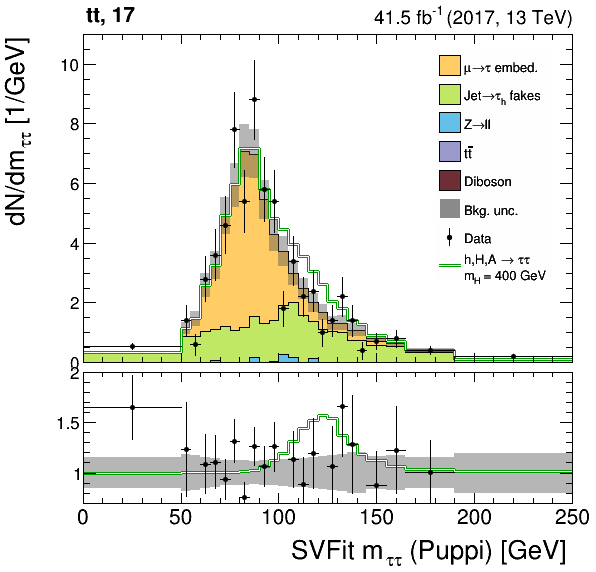 tt, 17
41.5 fb⁻¹ (2017, 13 TeV)
dN/dm_ττ [1/GeV]
10
8
6
4
2
0
μ→τ embed.
Jet→τ_h fakes
Z→ll
tt̄
Diboson
Bkg. unc.
Data
h,H,A → ττ
m_H = 400 GeV
2
1.5
1
0 50 100 150 200 250
SVFit m_ττ (Puppi) [GeV]